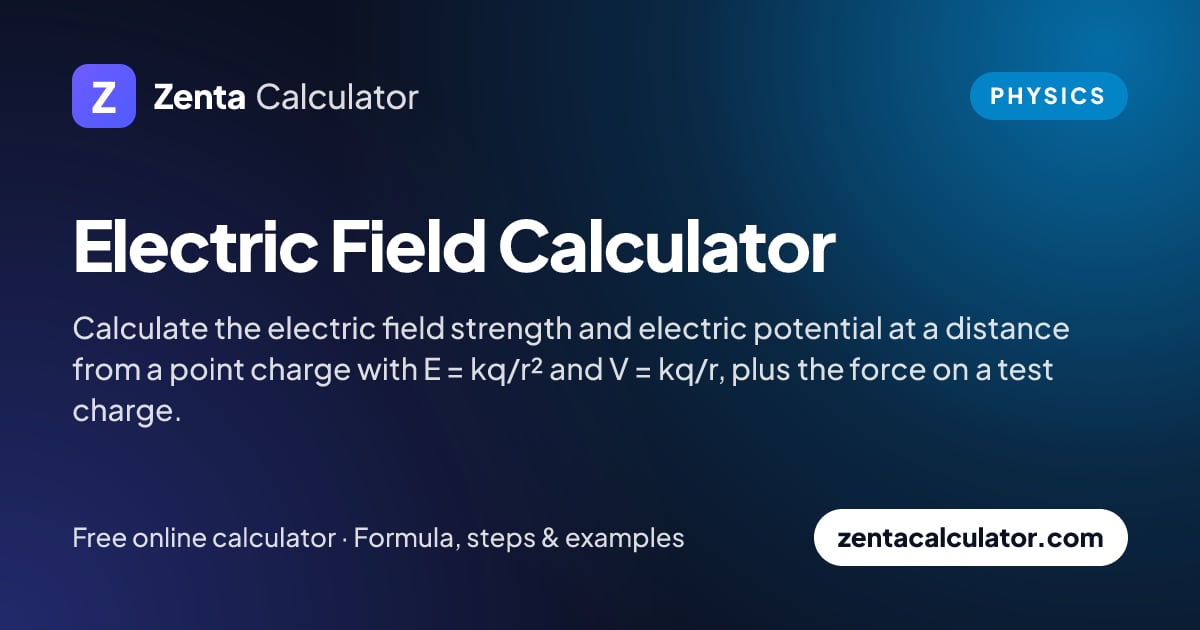 Z Zenta Calculator
PHYSICS
Electric Field Calculator
Calculate the electric field strength and electric potential at a distance
from a point charge with E = kq/r² and V = kq/r, plus the force on a test
charge.
Free online calculator · Formula, steps & examples
zentacalculator.com